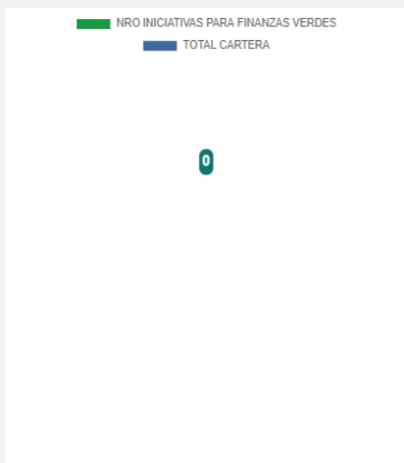 NRO INICIATIVAS PARA FINANZAS VERDES
TOTAL CARTERA
0